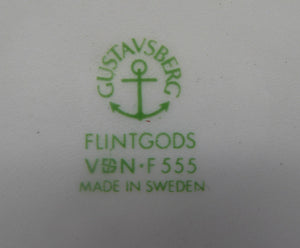 GUSTAVSBERG
FLINTGODS
VDN·F 555
MADE IN SWEDEN